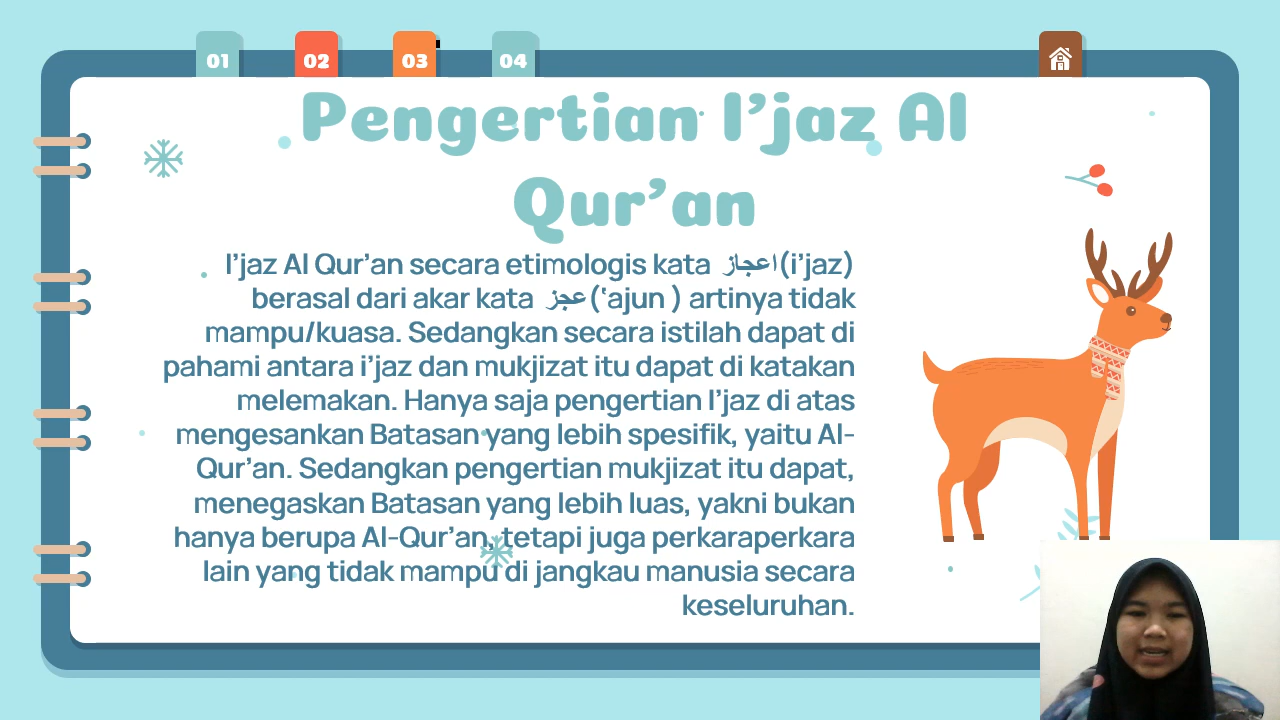 01 02 03 04
Pengertian I’jaz Al
Qur’an
I’jaz Al Qur’an secara etimologis kata اعجاز (i’jaz)
berasal dari akar kata عجز (‘ajun ) artinya tidak
mampu/kuasa. Sedangkan secara istilah dapat di
pahami antara i’jaz dan mukjizat itu dapat di katakan
melemakan. Hanya saja pengertian I’jaz di atas
mengesankan Batasan yang lebih spesifik, yaitu Al-
Qur’an. Sedangkan pengertian mukjizat itu dapat,
menegaskan Batasan yang lebih luas, yakni bukan
hanya berupa Al-Qur’an, tetapi juga perkaraperkara
lain yang tidak mampu di jangkau manusia secara
keseluruhan.